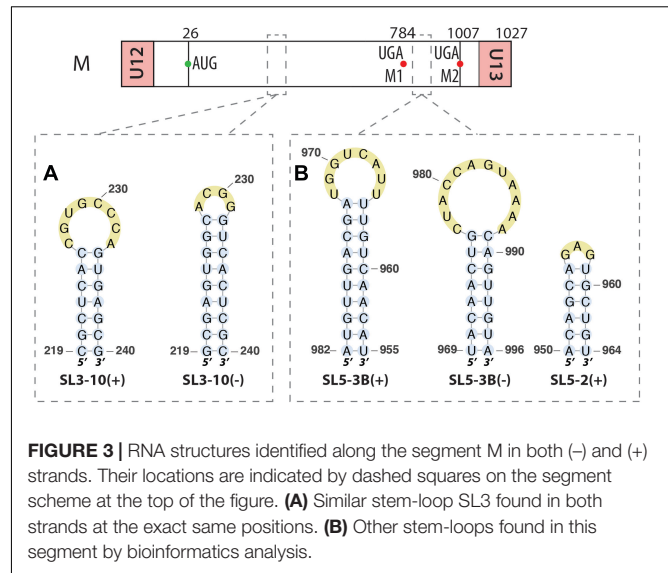 26 784 1007 1027
M U12 AUG UGA UGA U13
M1 M2
A
230
CGCUCACCGUGCCCAGUGAGCG
219 5' 3' 240
SL3-10(+)
230
219 5' 3' 240
SL3-10(-)
B
970
960
982 5' 3' 955
SL5-3B(+)
980
990
UACAACUGCUACCAGUAAAACAGUUGUA
969 5' 3' 996
SL5-3B(-)
960
ACAGCAGAGUGCUGU
950 5' 3' 964
SL5-2(+)
FIGURE 3 | RNA structures identified along the segment M in both (–) and (+)
strands. Their locations are indicated by dashed squares on the segment
scheme at the top of the figure. (A) Similar stem-loop SL3 found in both
strands at the exact same positions. (B) Other stem-loops found in this
segment by bioinformatics analysis.